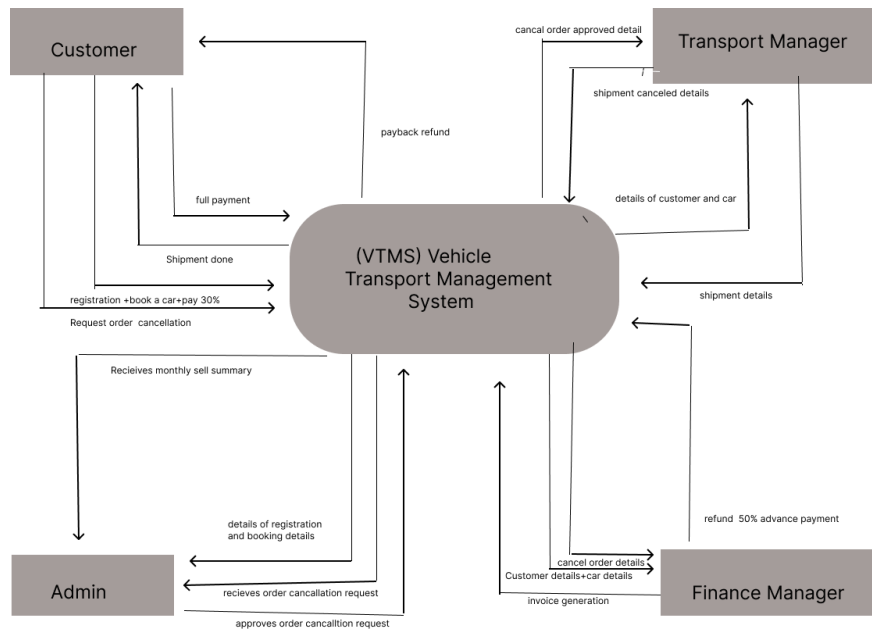 Customer
cancal order approved detail
Transport Manager
shipment canceled details
payback refund
full payment
details of customer and car
Shipment done
(VTMS) Vehicle
Transport Management
System
registration +book a car+pay 30%
shipment details
Request order cancellation
Recieives monthly sell summary
details of registration
and booking details
refund 50% advance payment
cancel order details
Customer details+car details
Admin
recieves order cancallation request
invoice generation
Finance Manager
approves order cancalltion request